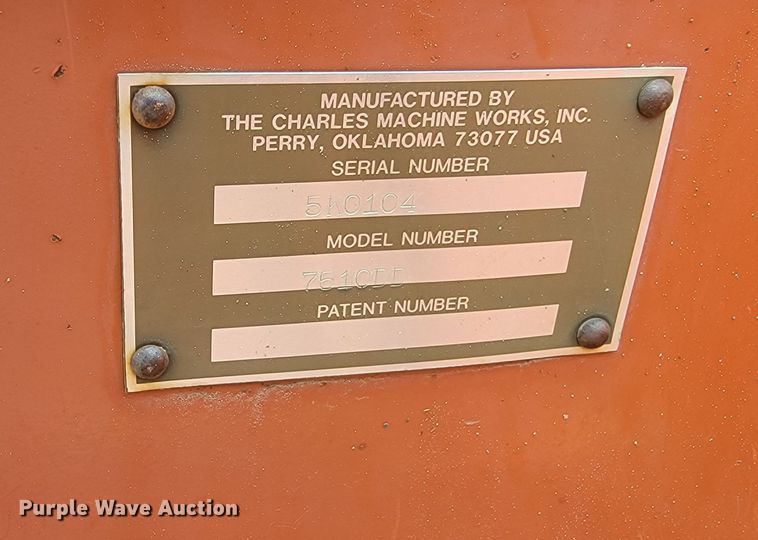 MANUFACTURED BY
THE CHARLES MACHINE WORKS, INC.
PERRY, OKLAHOMA 73077 USA
SERIAL NUMBER
MODEL NUMBER
PATENT NUMBER
Purple Wave Auction